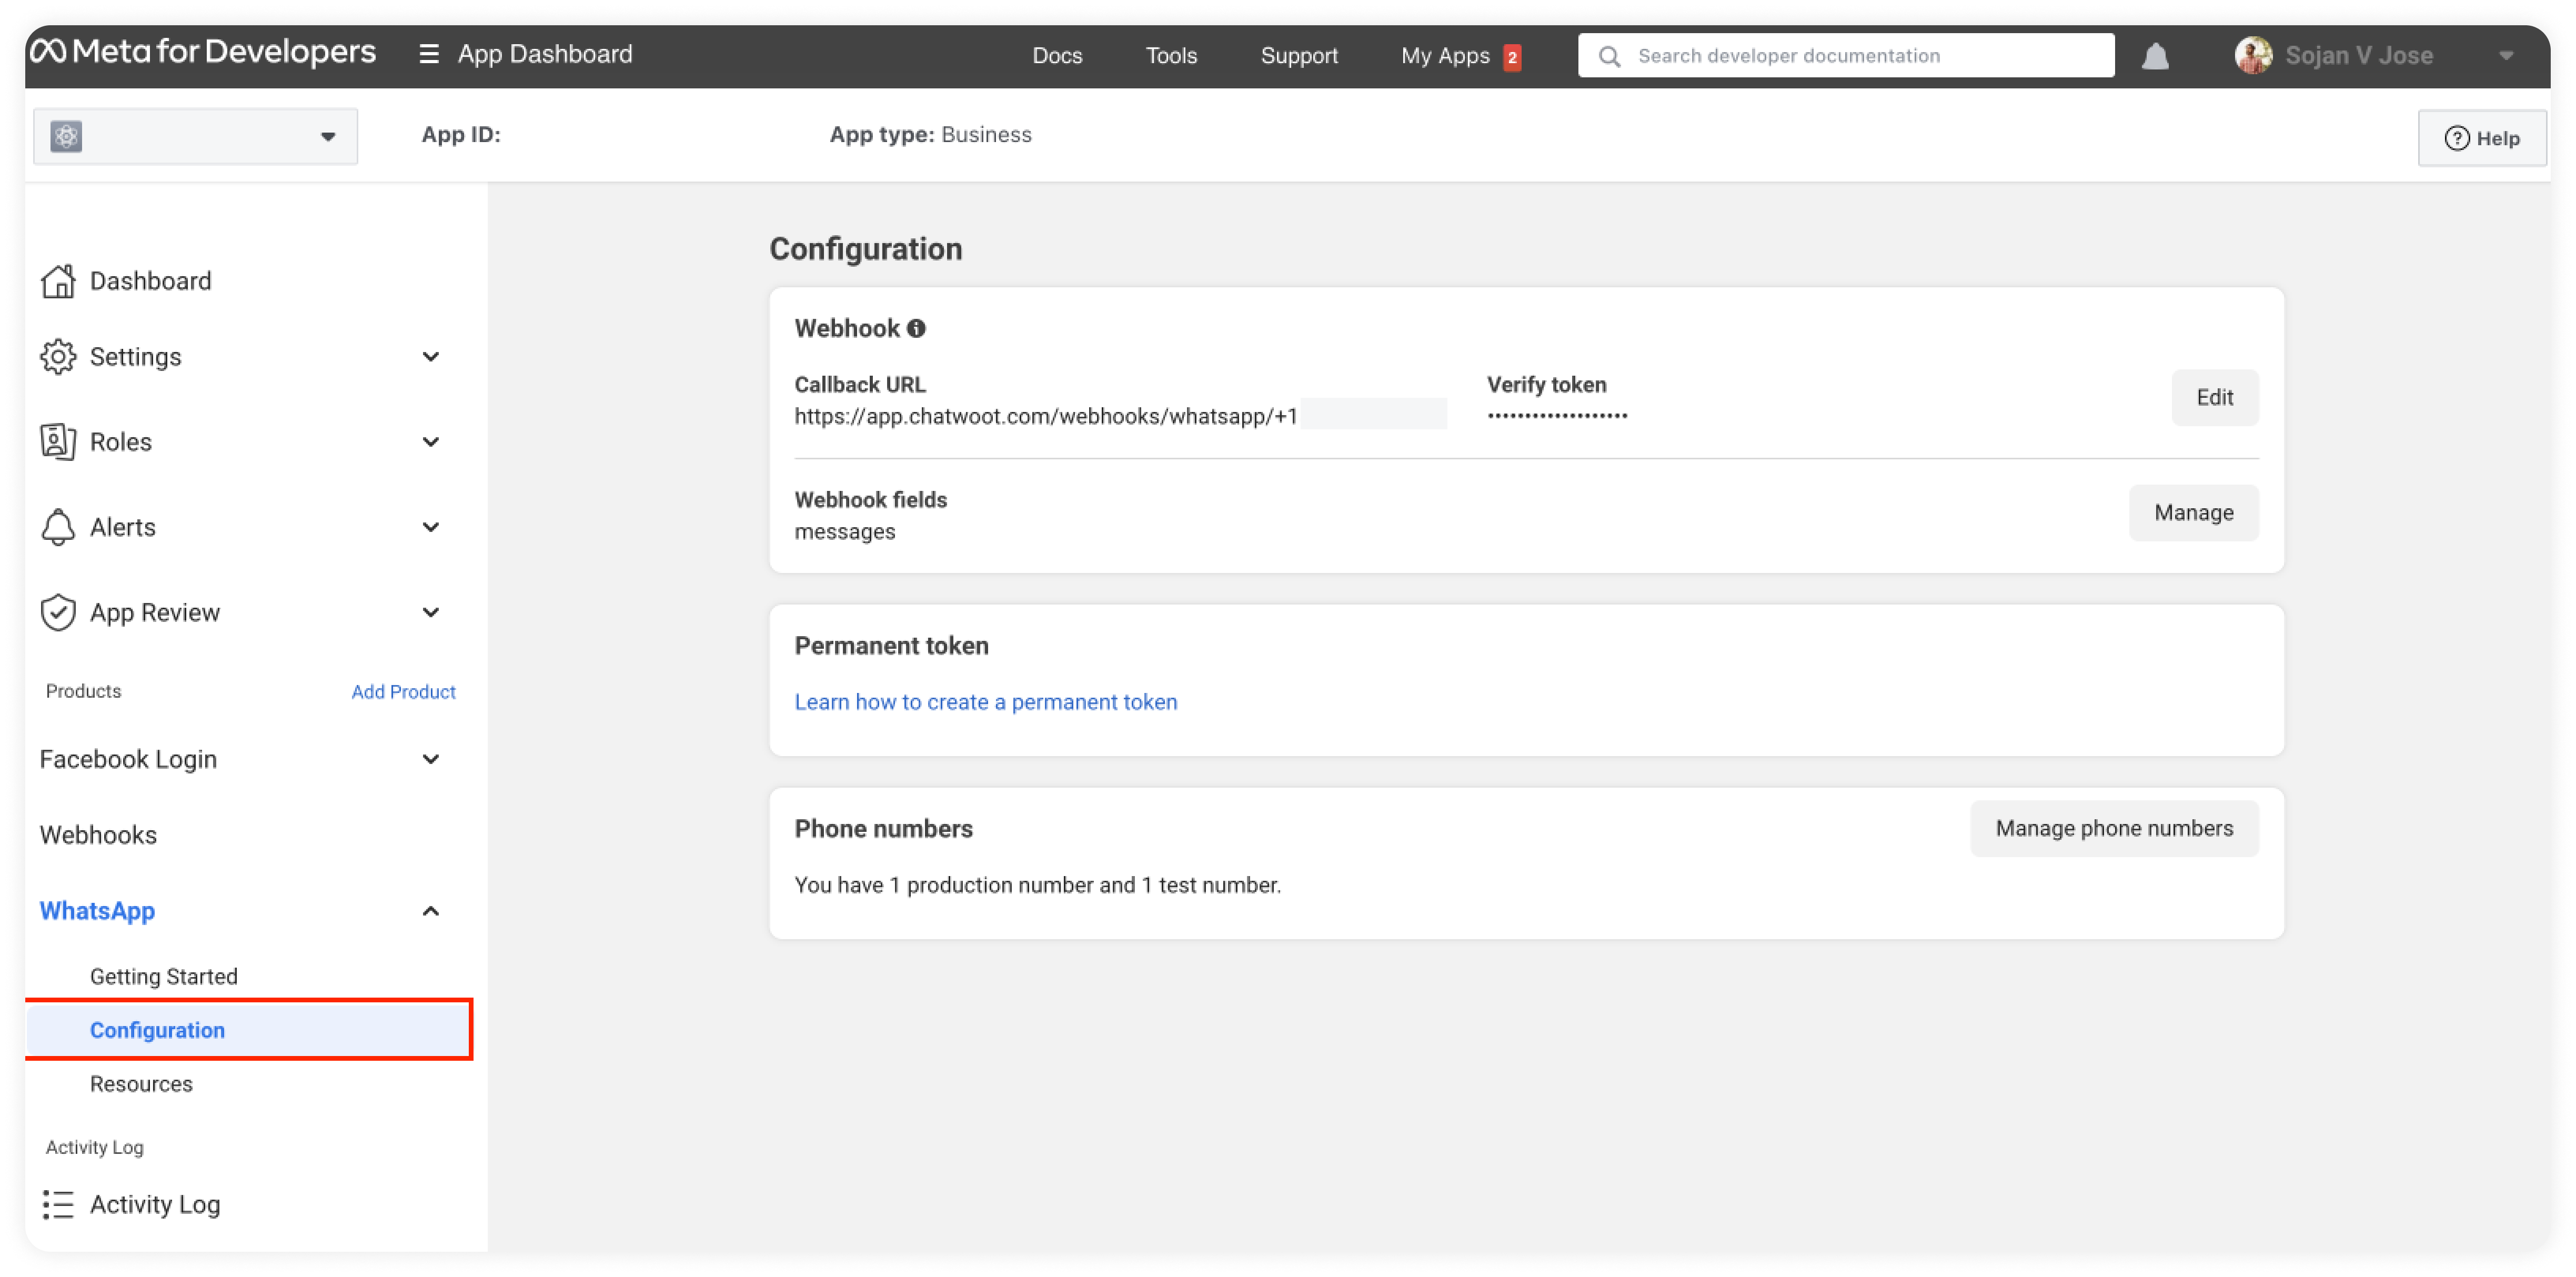 Meta for Developers
App Dashboard
Docs
Tools
Support
My Apps 2
Search developer documentation
Sojan V Jose
App ID:
App type: Business
Help
Dashboard
Settings
Roles
Alerts
App Review
Products
Add Product
Facebook Login
Webhooks
WhatsApp
Getting Started
Configuration
Resources
Activity Log
Activity Log
Configuration
Webhook
Callback URL
https://app.chatwoot.com/webhooks/whatsapp/+1
Verify token
•••••••••••••••••••
Edit
Webhook fields
messages
Manage
Permanent token
Learn how to create a permanent token
Phone numbers
Manage phone numbers
You have 1 production number and 1 test number.